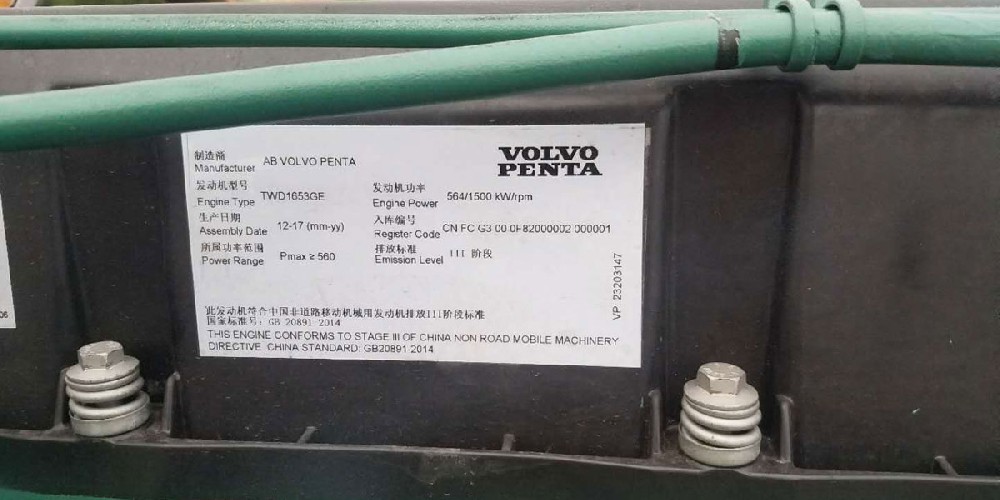 制造商
Manufacturer AB VOLVO PENTA
VOLVO
PENTA
发动机型号
Engine Type TWD1653GE
发动机功率
Engine Power 564/1500 kW/rpm
生产日期
Assembly Date 12-17 (mm-yy)
入库编号
Register Code CN FC G3 00 0F82000002 000001
所属功率范围
Power Range Pmax ≥ 560
排放标准
Emission Level III 阶段
VP 23203147
此发动机符合中国非道路移动机械用发动机排放III阶段标准
国家标准号: GB 20891-2014
THIS ENGINE CONFORMS TO STAGE III OF CHINA NON ROAD MOBILE MACHINERY
DIRECTIVE. CHINA STANDARD: GB20891-2014
06